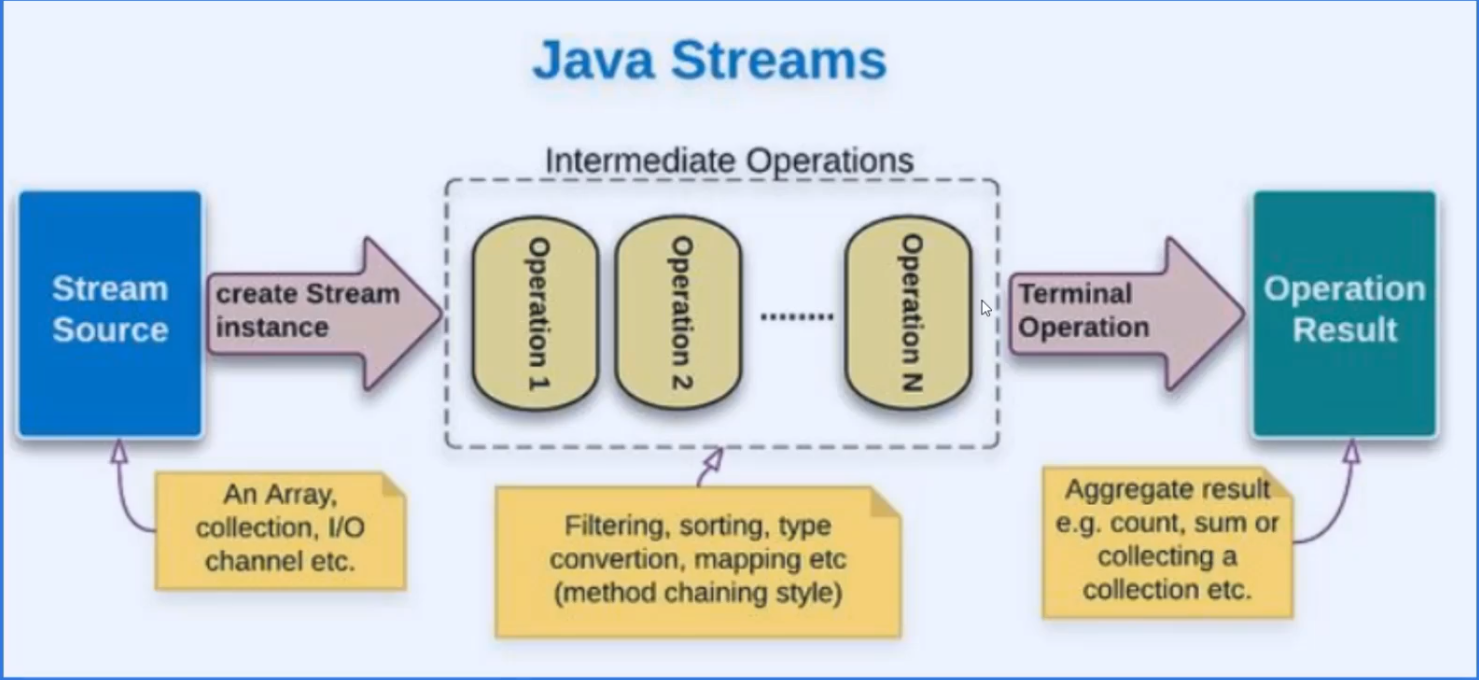 Java Streams
Intermediate Operations
Stream
Source
create Stream
instance
Operation 1
Operation 2
........
Operation N
Terminal
Operation
Operation
Result
An Array,
collection, I/O
channel etc.
Filtering, sorting, type
convertion, mapping etc
(method chaining style)
Aggregate result
e.g. count, sum or
collecting a
collection etc.